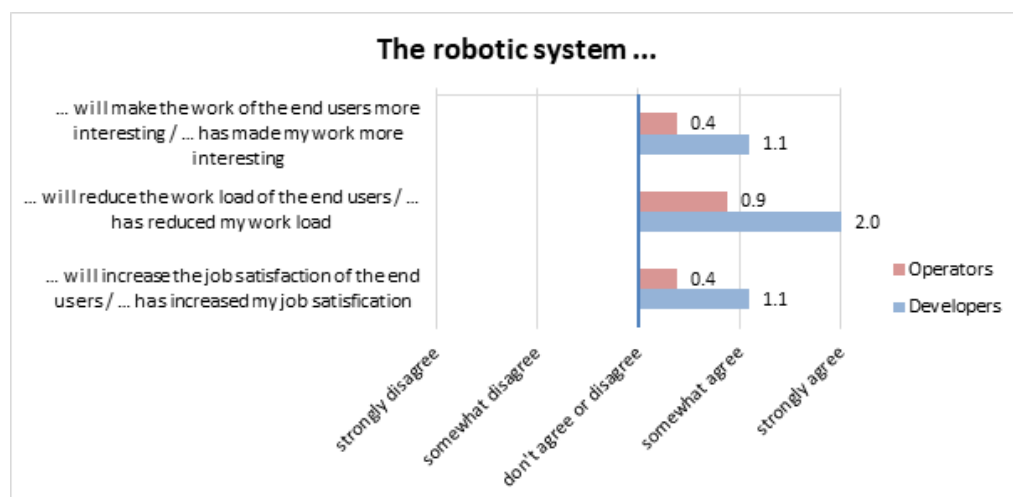 The robotic system ...
... will make the work of the end users more
interesting / ... has made my work more
interesting
0.4
1.1
... will reduce the work load of the end users / ...
has reduced my work load
0.9
2.0
... will increase the job satisfaction of the end
users / ... has increased my job satisfication
0.4
1.1
Operators
Developers
strongly disagree
somewhat disagree
don't agree or disagree
somewhat agree
strongly agree